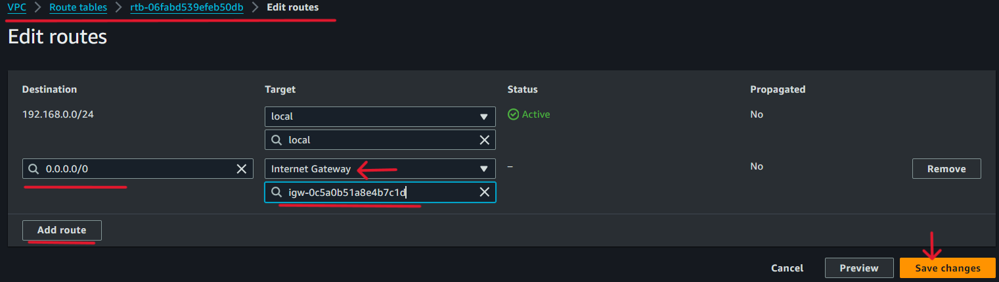 VPC > Route tables > rtb-06fabd539efeb50db > Edit routes
Edit routes
Destination Target Status Propagated
192.168.0.0/24 local Active No
local
0.0.0.0/0 Internet Gateway – No Remove
igw-0c5a0b51a8e4b7c1d
Add route
Cancel Preview Save changes